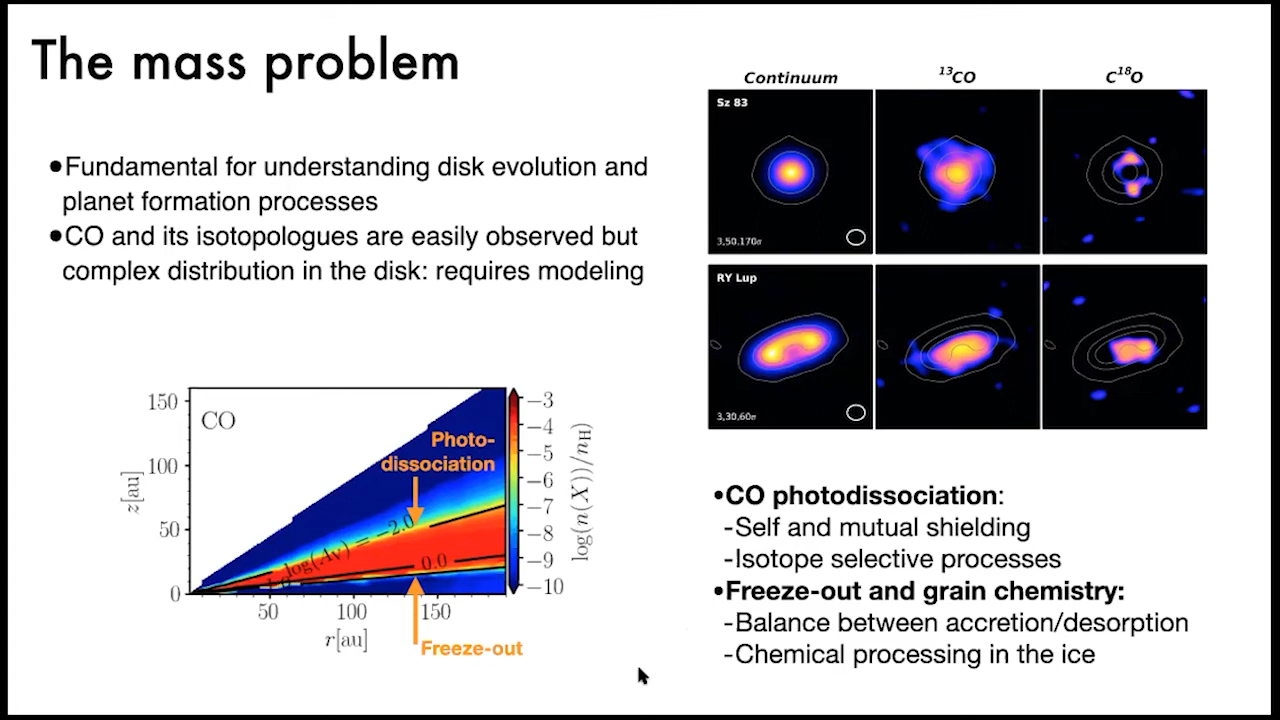 The mass problem
•Fundamental for understanding disk evolution and
planet formation processes
•CO and its isotopologues are easily observed but
complex distribution in the disk: requires modeling
Continuum
¹³CO
C¹⁸O
Sz 83
3,50,170σ
RY Lup
3,30,60σ
CO
Photo-
dissociation
log(Av) = −2.0
0.0
Freeze-out
150
100
50
0
z[au]
50
100
150
r[au]
−3
−4
−5
−6
−7
−8
−9
−10
log(n(X))/n_H)
•CO photodissociation:
-Self and mutual shielding
-Isotope selective processes
•Freeze-out and grain chemistry:
-Balance between accretion/desorption
-Chemical processing in the ice